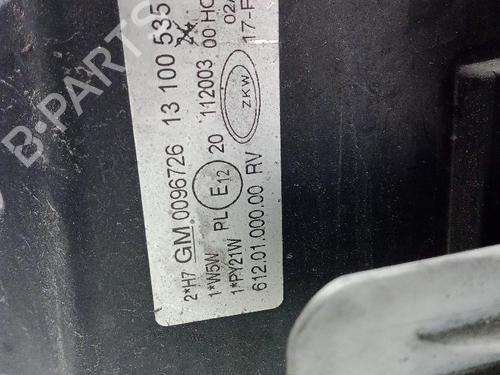 2*H7 GM 0096726 13 100 535
1*W5W PL E12 20 112003 00 HC
1*PY21W
612.01.000.00 RV ZKW 17-F
B-PARTS